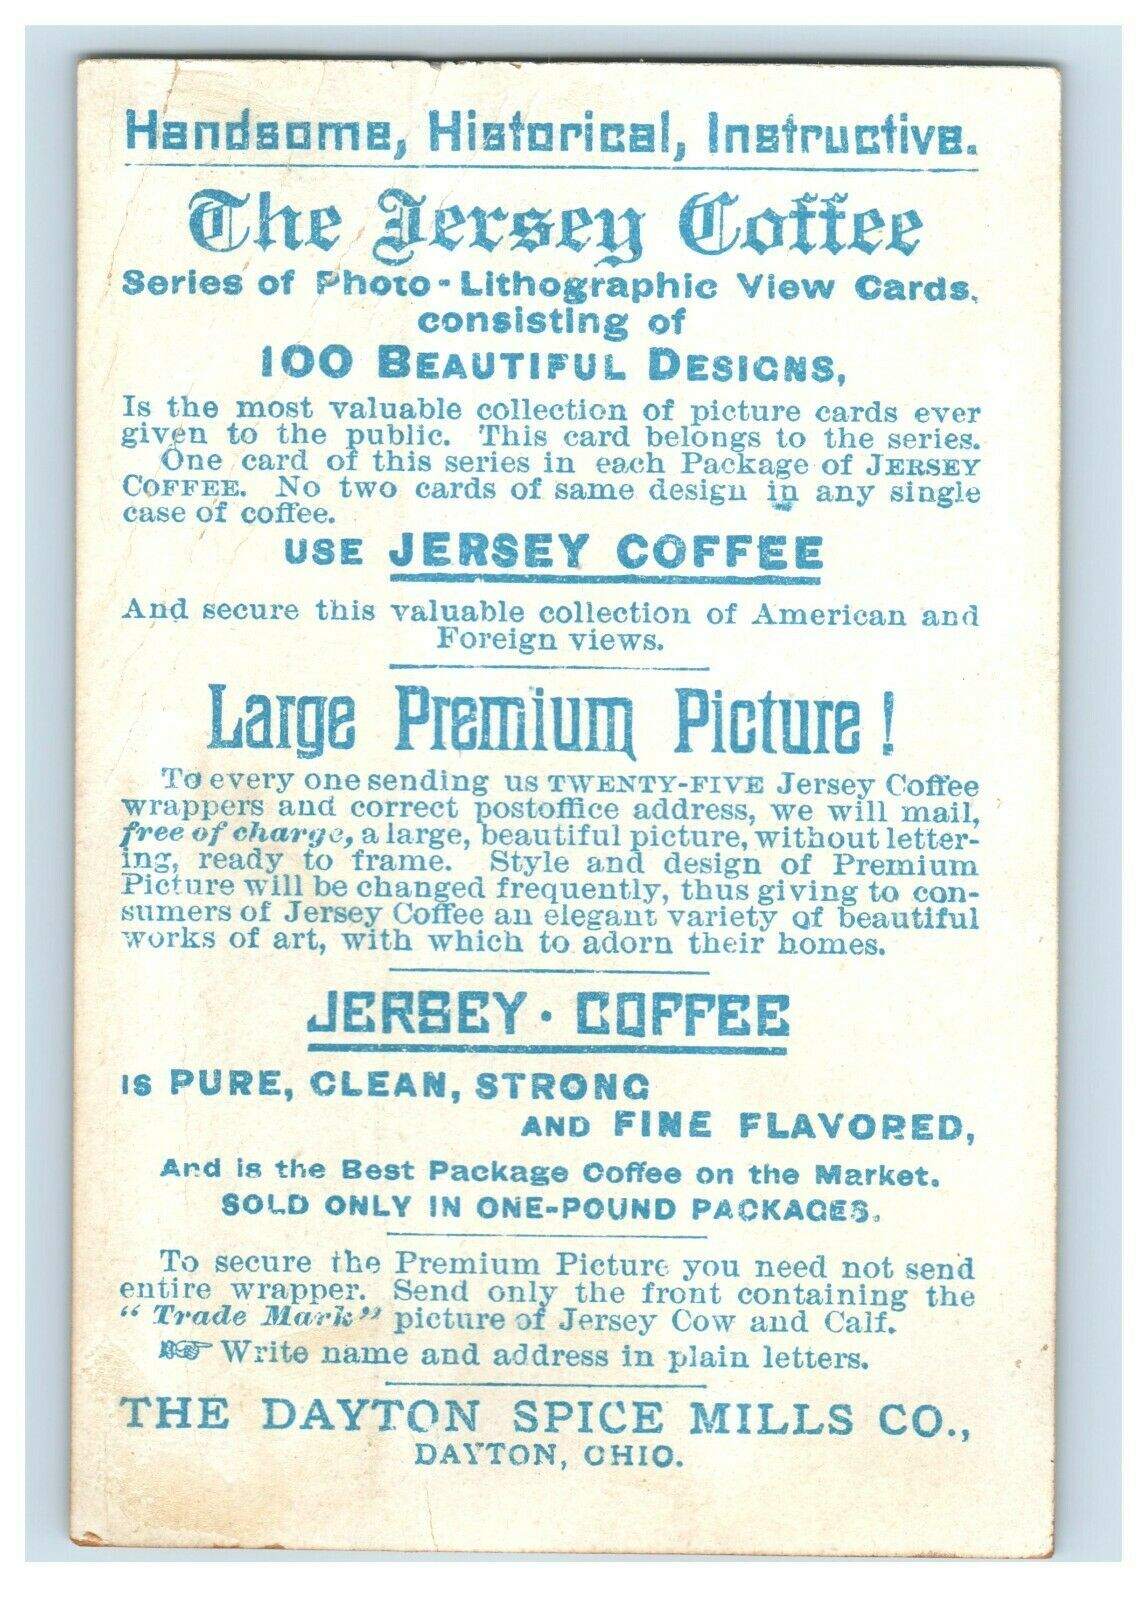 Handsome, Historical, Instructive.
The Jersey Coffee
Series of Photo-Lithographic View Cards,
consisting of
100 BEAUTIFUL DESIGNS,
Is the most valuable collection of picture cards ever
given to the public. This card belongs to the series.
One card of this series in each Package of JERSEY
COFFEE. No two cards of same design in any single
case of coffee.
USE JERSEY COFFEE
And secure this valuable collection of American and
Foreign views.
Large Premium Picture!
To every one sending us TWENTY-FIVE Jersey Coffee
wrappers and correct postoffice address, we will mail,
free of charge, a large, beautiful picture, without letter-
ing, ready to frame. Style and design of Premium
Picture will be changed frequently, thus giving to con-
sumers of Jersey Coffee an elegant variety of beautiful
works of art, with which to adorn their homes.
JERSEY · COFFEE
IS PURE, CLEAN, STRONG
AND FINE FLAVORED,
And is the Best Package Coffee on the Market.
SOLD ONLY IN ONE-POUND PACKAGES.
To secure the Premium Picture you need not send
entire wrapper. Send only the front containing the
"Trade Mark" picture of Jersey Cow and Calf.
☞ Write name and address in plain letters.
THE DAYTON SPICE MILLS CO.,
DAYTON, OHIO.